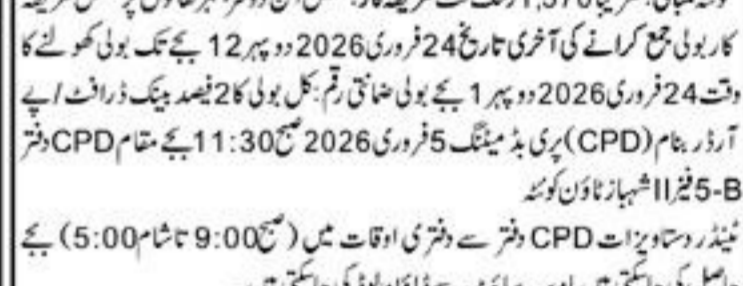 کار بولی جمع کرانے کی آخری تاریخ 24 فروری 2026 دوپہر 12 بجے تک بولی کھولنے کا
وقت 24 فروری 2026 دوپہر 1 بجے بولی ضمانتی رقم: کل بولی کا 2 فیصد بینک ڈرافٹ / پے
آرڈر بنام (CPD) پری بڈ میٹنگ 5 فروری 2026 صبح 11:30 بجے مقام CPD دفتر
5-B فیز II شہباز ٹاؤن کوئٹہ
ٹینڈر دستاویزات CPD دفتر سے دفتری اوقات میں (صبح 9:00 تا شام 5:00) بجے